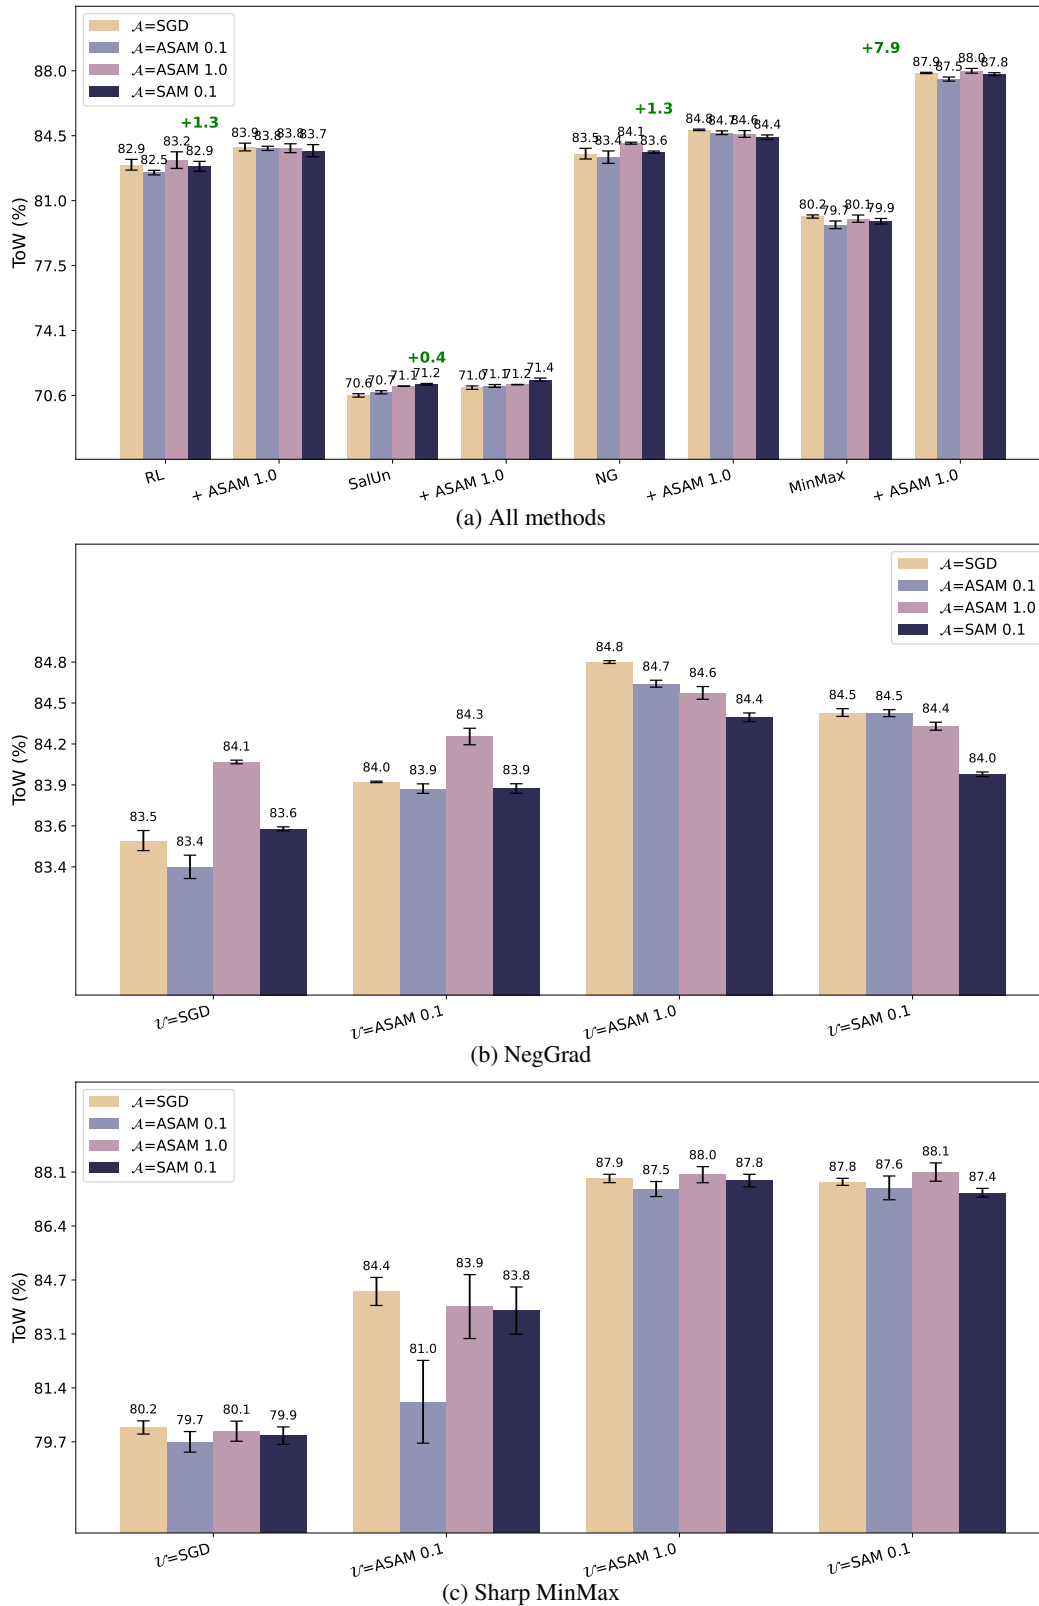 𝒜=SGD
𝒜=ASAM 0.1
𝒜=ASAM 1.0
𝒜=SAM 0.1
ToW (%)
88.0
84.5
81.0
77.5
74.1
70.6
+1.3
+0.4
+1.3
+7.9
82.9 82.5 83.2 82.9
83.9 83.8 83.8 83.7
70.6 70.7 71.1 71.2
71.0 71.1 71.2 71.4
83.5 83.4 84.1 83.6
84.8 84.7 84.6 84.4
80.2 79.7 80.1 79.9
87.9 87.5 88.0 87.8
RL + ASAM 1.0 SalUn + ASAM 1.0 NG + ASAM 1.0 MinMax + ASAM 1.0
(a) All methods
𝒜=SGD
𝒜=ASAM 0.1
𝒜=ASAM 1.0
𝒜=SAM 0.1
ToW (%)
84.8
84.5
84.2
83.9
83.6
83.4
83.5 83.4 84.1 83.6
84.0 83.9 84.3 83.9
84.8 84.7 84.6 84.4
84.5 84.5 84.4 84.0
𝒰=SGD 𝒰=ASAM 0.1 𝒰=ASAM 1.0 𝒰=SAM 0.1
(b) NegGrad
𝒜=SGD
𝒜=ASAM 0.1
𝒜=ASAM 1.0
𝒜=SAM 0.1
ToW (%)
88.1
86.4
84.7
83.1
81.4
79.7
80.2 79.7 80.1 79.9
84.4 81.0 83.9 83.8
87.9 87.5 88.0 87.8
87.8 87.6 88.1 87.4
𝒰=SGD 𝒰=ASAM 0.1 𝒰=ASAM 1.0 𝒰=SAM 0.1
(c) Sharp MinMax